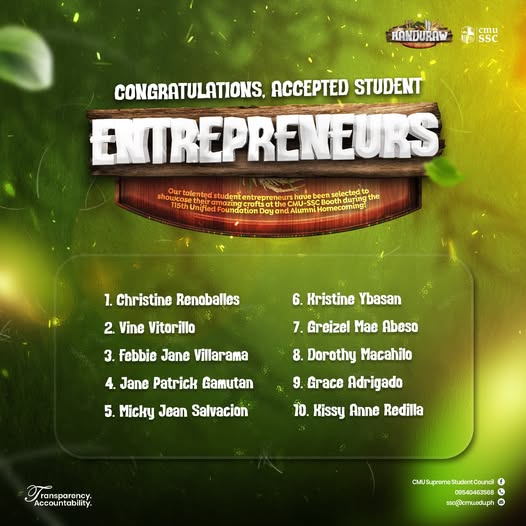 HANDURAW
cmu
SSC
CONGRATULATIONS, ACCEPTED STUDENT
ENTREPRENEURS
Our talented student entrepreneurs have been selected to
showcase their amazing crafts at the CMU-SSC Booth during the
115th Unified Foundation Day and Alumni Homecoming!
1. Christine Renoballes
2. Vine Vitorillo
3. Febbie Jane Villarama
4. Jane Patrick Gamutan
5. Micky Jean Salvacion
6. Kristine Ybasan
7. Greizel Mae Abeso
8. Dorothy Macahilo
9. Grace Adrigado
10. Kissy Anne Redilla
Transparency.
Accountability.
CMU Supreme Student Council
09540463568
ssc@cmu.edu.ph